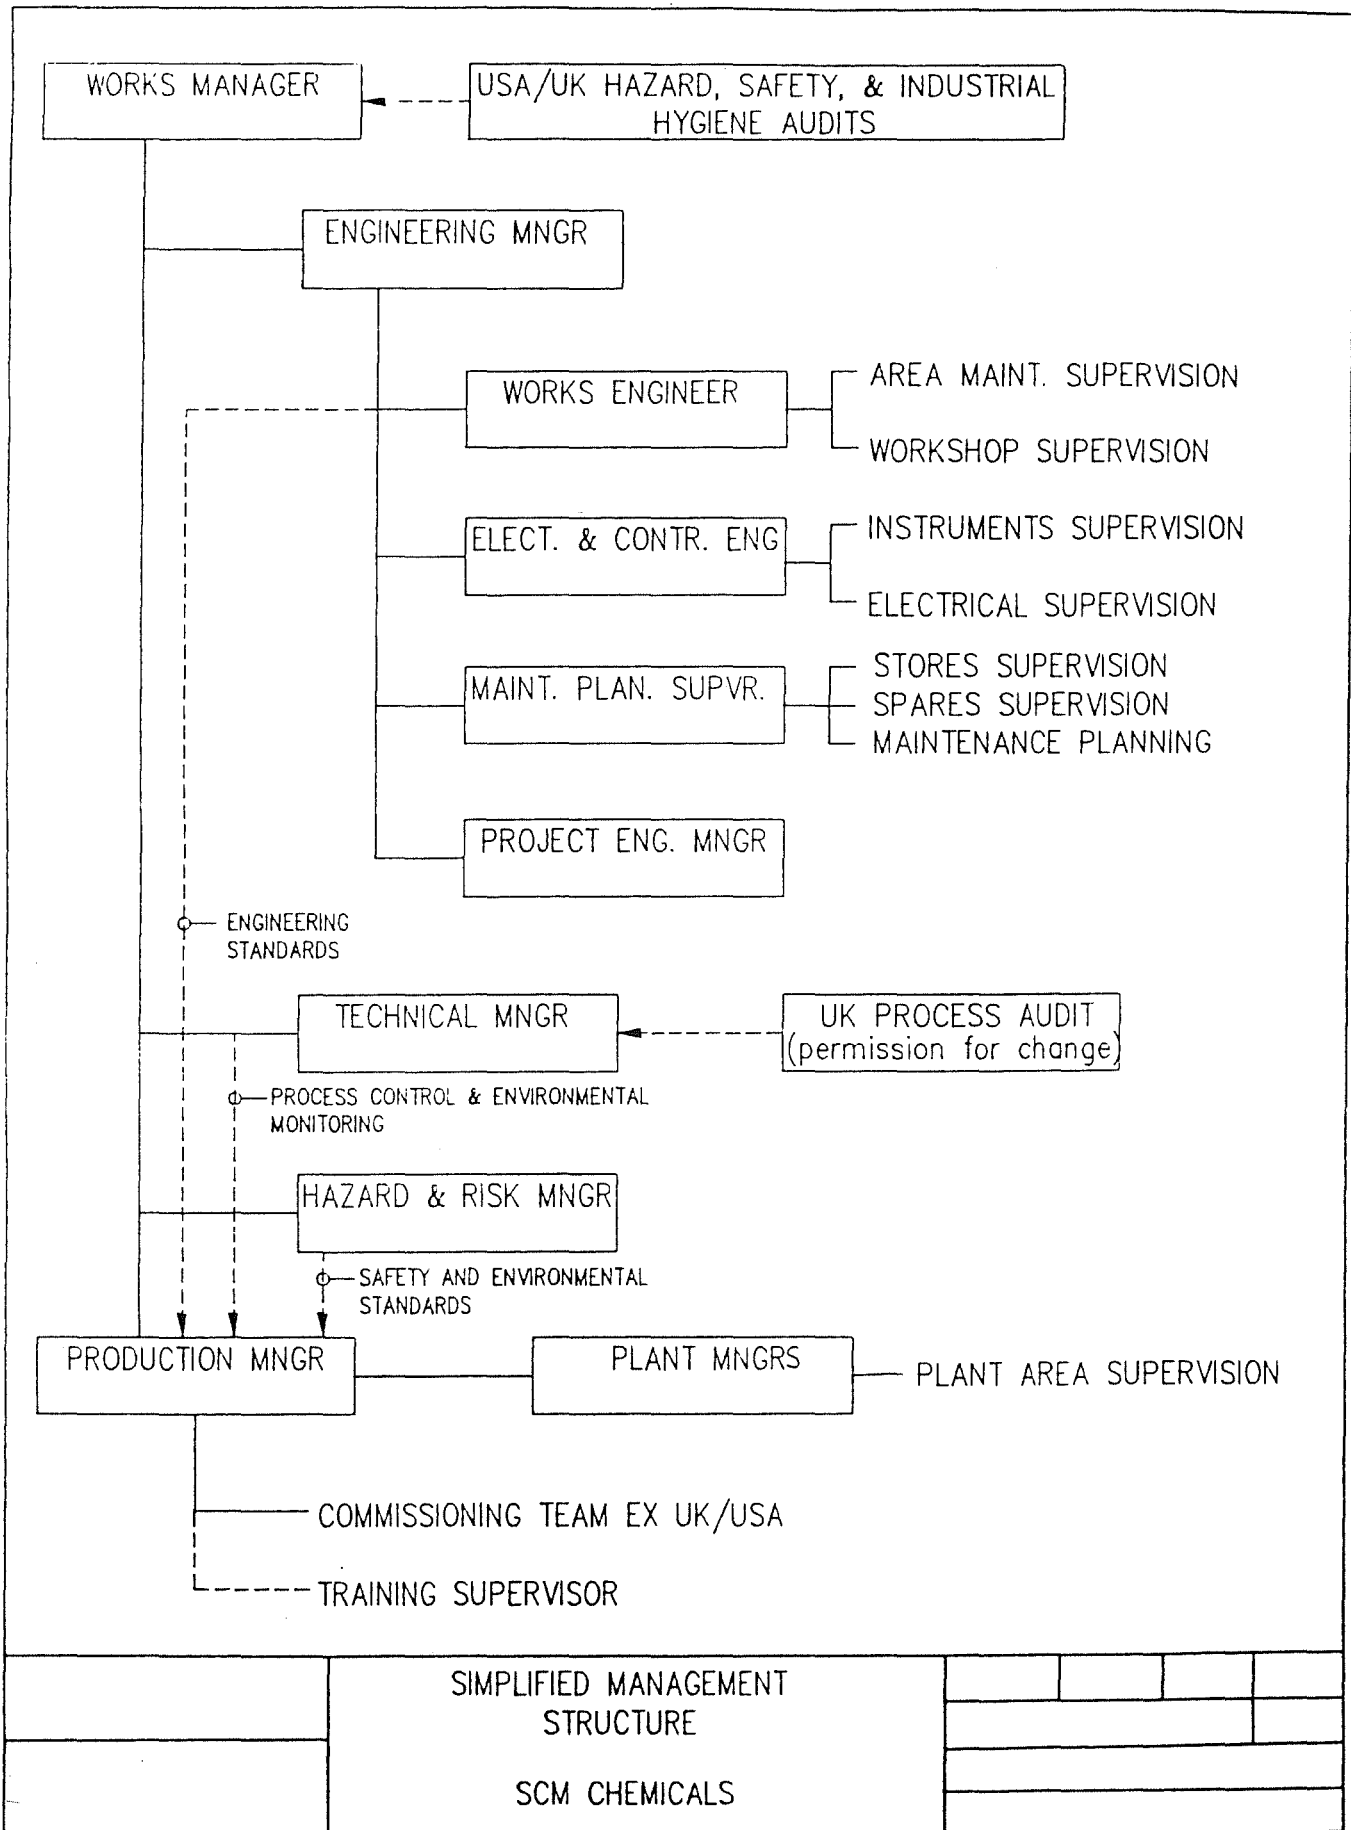 WORKS MANAGER
USA/UK HAZARD, SAFETY, & INDUSTRIAL
HYGIENE AUDITS
ENGINEERING MNGR
WORKS ENGINEER
AREA MAINT. SUPERVISION
WORKSHOP SUPERVISION
ELECT. & CONTR. ENG
INSTRUMENTS SUPERVISION
ELECTRICAL SUPERVISION
MAINT. PLAN. SUPVR.
STORES SUPERVISION
SPARES SUPERVISION
MAINTENANCE PLANNING
PROJECT ENG. MNGR
ENGINEERING
STANDARDS
TECHNICAL MNGR
UK PROCESS AUDIT
(permission for change)
PROCESS CONTROL & ENVIRONMENTAL
MONITORING
HAZARD & RISK MNGR
SAFETY AND ENVIRONMENTAL
STANDARDS
PRODUCTION MNGR
PLANT MNGRS
PLANT AREA SUPERVISION
COMMISSIONING TEAM EX UK/USA
TRAINING SUPERVISOR
SIMPLIFIED MANAGEMENT
STRUCTURE
SCM CHEMICALS